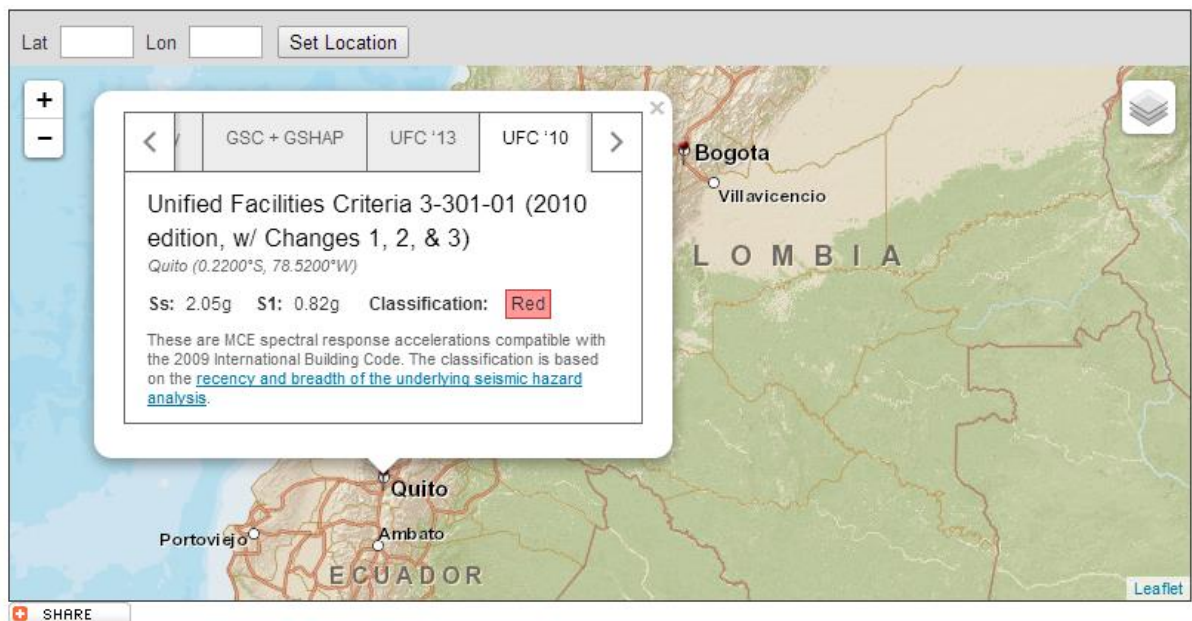 Lat Lon Set Location
+
−
GSC + GSHAP UFC '13 UFC '10
×
Unified Facilities Criteria 3-301-01 (2010
edition, w/ Changes 1, 2, & 3)
Quito (0.2200°S, 78.5200°W)
Ss: 2.05g S1: 0.82g Classification: Red
These are MCE spectral response accelerations compatible with
the 2009 International Building Code. The classification is based
on the recency and breadth of the underlying seismic hazard
analysis.
Bogota
Villavicencio
LOMBIA
Quito
Portoviejo
Ambato
ECUADOR
Leaflet
SHARE